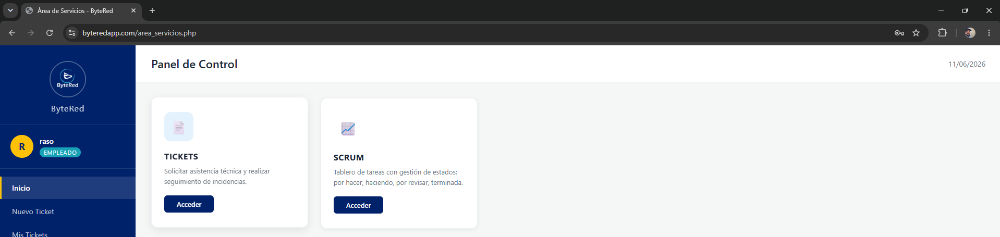 Área de Servicios - ByteRed
byteredapp.com/area_servicios.php
ByteRed
ByteRed
R
raso
EMPLEADO
Inicio
Nuevo Ticket
Mis Tickets
Panel de Control
11/06/2026
TICKETS
Solicitar asistencia técnica y realizar
seguimiento de incidencias.
Acceder
SCRUM
Tablero de tareas con gestión de estados:
por hacer, haciendo, por revisar, terminada.
Acceder